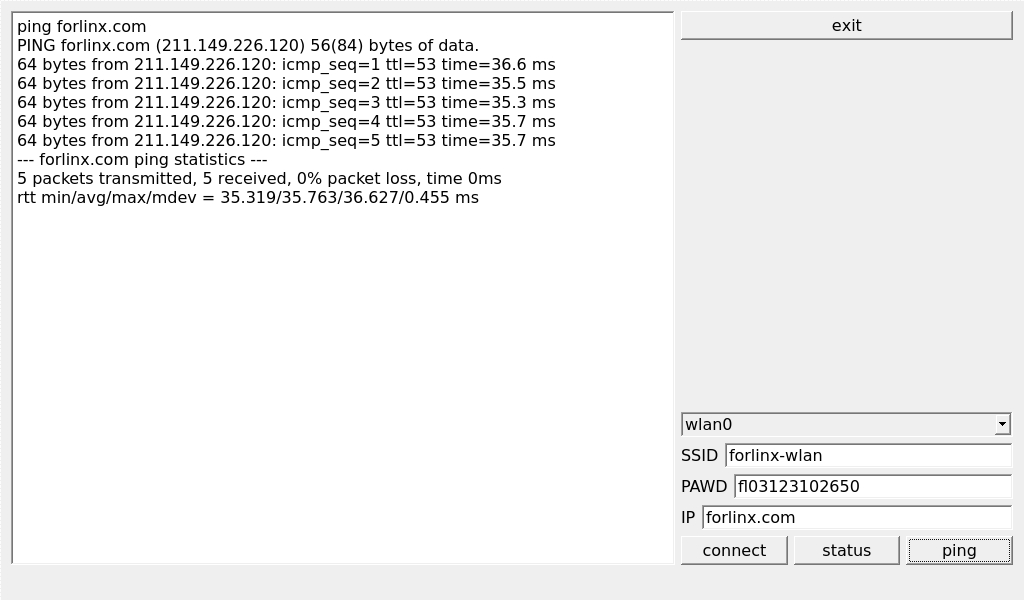 ping forlinx.com
PING forlinx.com (211.149.226.120) 56(84) bytes of data.
64 bytes from 211.149.226.120: icmp_seq=1 ttl=53 time=36.6 ms
64 bytes from 211.149.226.120: icmp_seq=2 ttl=53 time=35.5 ms
64 bytes from 211.149.226.120: icmp_seq=3 ttl=53 time=35.3 ms
64 bytes from 211.149.226.120: icmp_seq=4 ttl=53 time=35.7 ms
64 bytes from 211.149.226.120: icmp_seq=5 ttl=53 time=35.7 ms
--- forlinx.com ping statistics ---
5 packets transmitted, 5 received, 0% packet loss, time 0ms
rtt min/avg/max/mdev = 35.319/35.763/36.627/0.455 ms
exit
wlan0
SSID forlinx-wlan
PAWD fl03123102650
IP forlinx.com
connect status ping